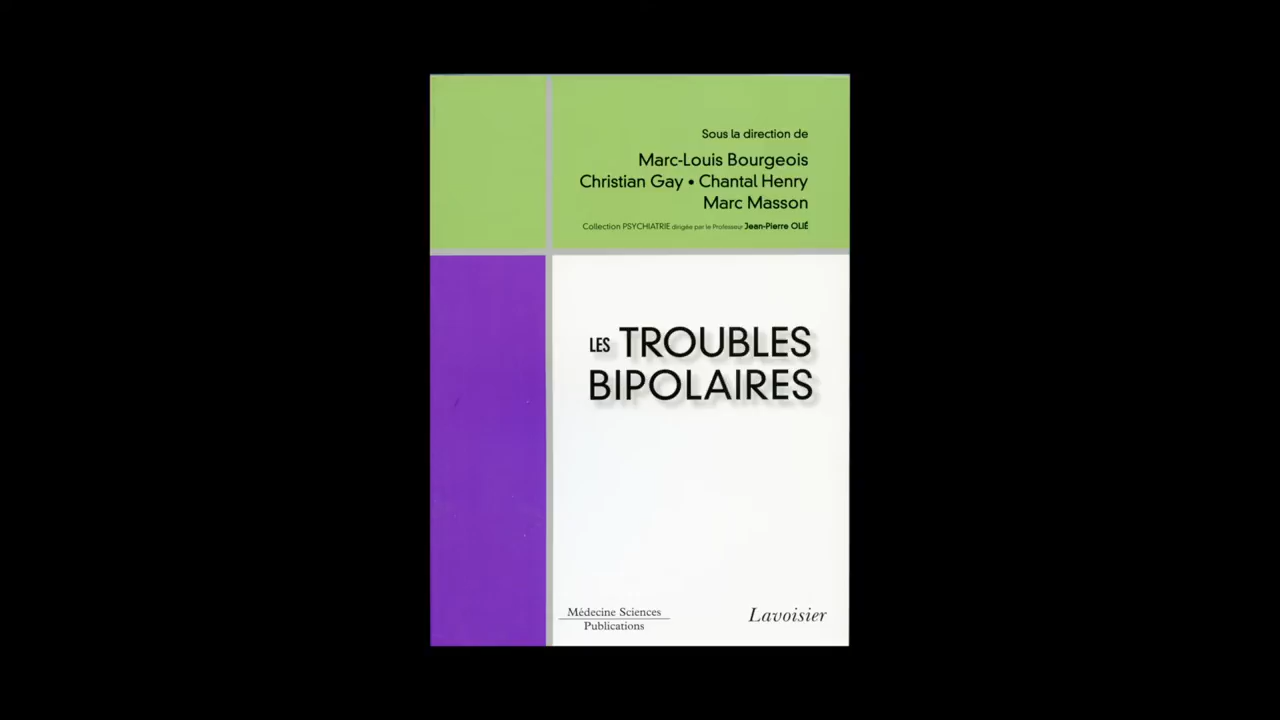 Sous la direction de
Marc-Louis Bourgeois
Christian Gay • Chantal Henry
Marc Masson
Collection PSYCHIATRIE dirigée par le Professeur Jean-Pierre OLIÉ
LES TROUBLES
BIPOLAIRES
Médecine Sciences
Publications
Lavoisier